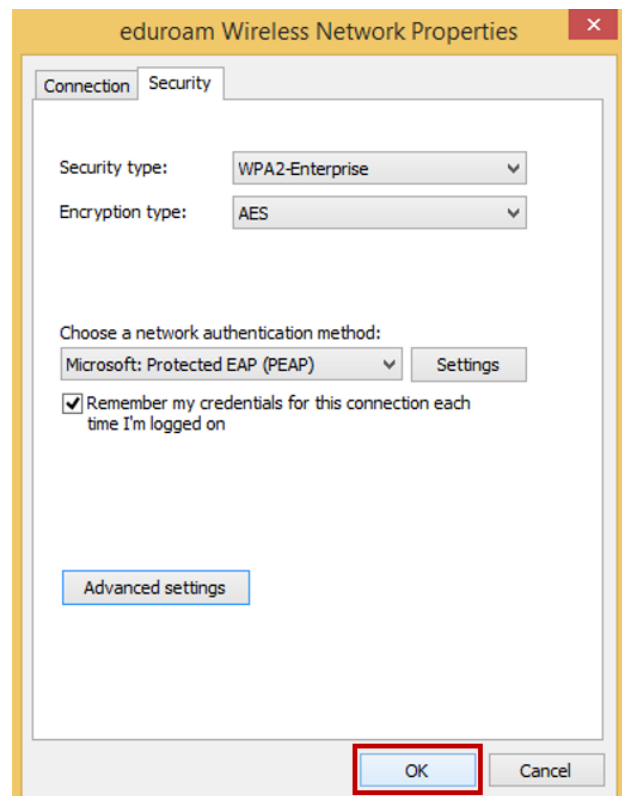 eduroam Wireless Network Properties
Connection Security
Security type: WPA2-Enterprise
Encryption type: AES
Choose a network authentication method:
Microsoft: Protected EAP (PEAP) Settings
Remember my credentials for this connection each
time I'm logged on
Advanced settings
OK Cancel